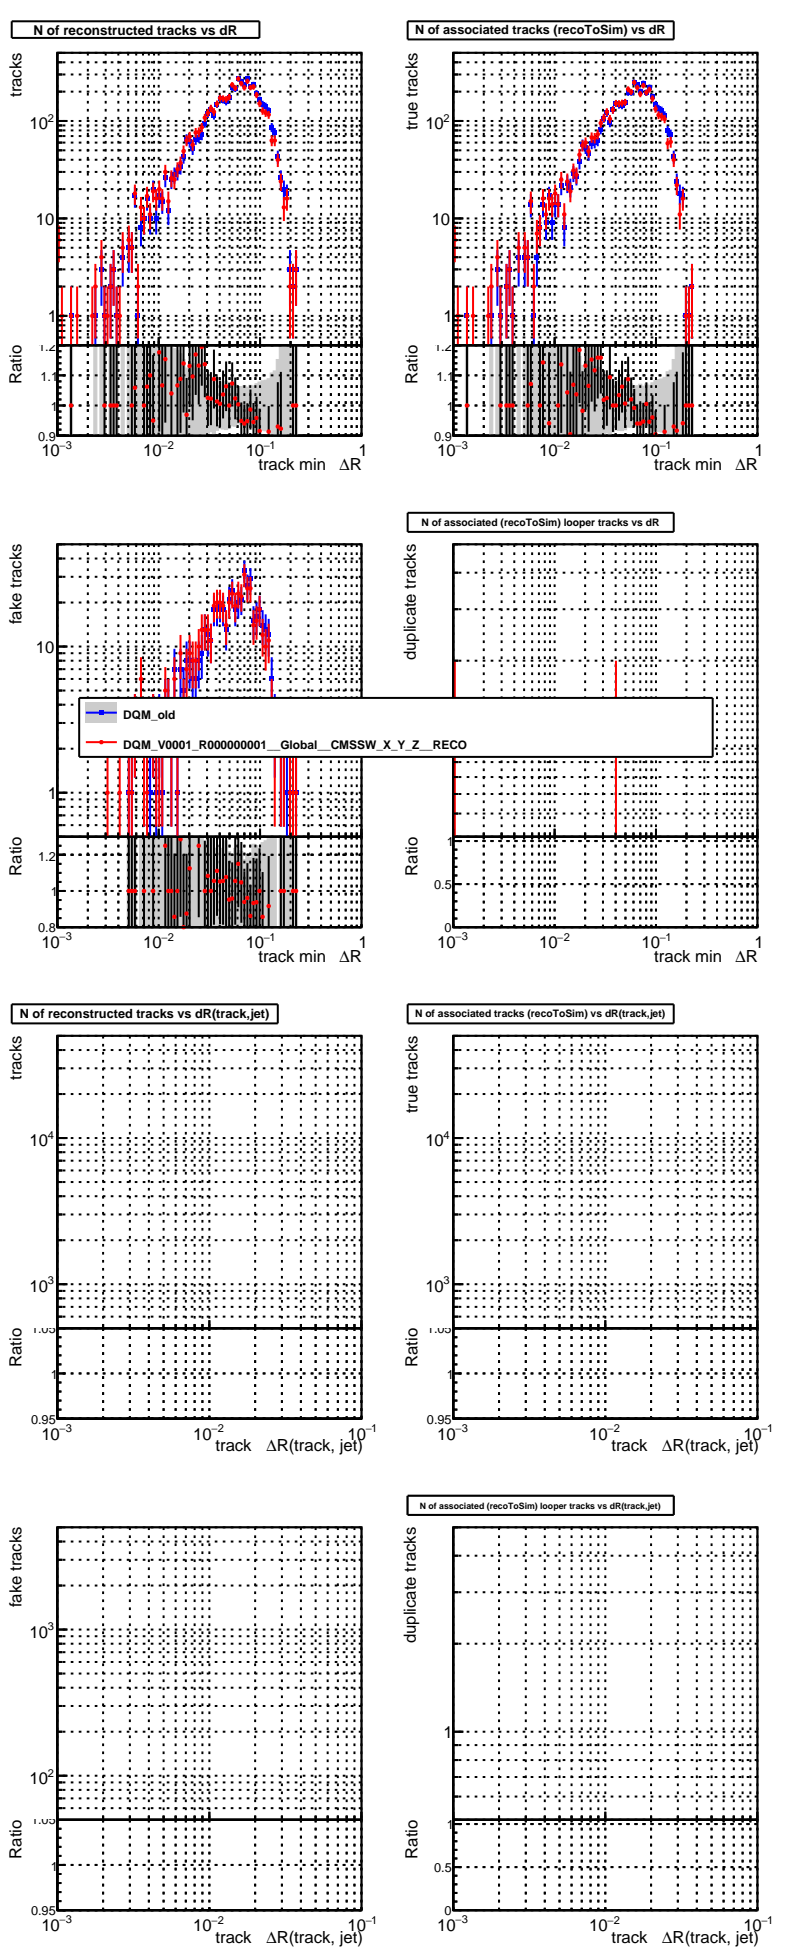 N of reconstructed tracks vs dR
tracks
10²
10
1
Ratio
1.2
1.1
1
0.9
10⁻³ 10⁻² 10⁻¹ 1
track min ΔR
N of associated tracks (recoToSim) vs dR
true tracks
10²
10
1
Ratio
1.2
1.1
1
0.9
10⁻³ 10⁻² 10⁻¹ 1
track min ΔR
fake tracks
10
1
Ratio
1.2
1
0.8
10⁻³ 10⁻² 10⁻¹ 1
track min ΔR
N of associated (recoToSim) looper tracks vs dR
duplicate tracks
Ratio
1
0.5
0
10⁻³ 10⁻² 10⁻¹ 1
track min ΔR
DQM_old
DQM_V0001_R000000001__Global__CMSSW_X_Y_Z__RECO
N of reconstructed tracks vs dR(track,jet)
tracks
10⁴
10³
Ratio
1.05
1
0.95
10⁻³ 10⁻² 10⁻¹
track ΔR(track, jet)
N of associated tracks (recoToSim) vs dR(track,jet)
true tracks
10⁴
10³
Ratio
1.05
1
0.95
10⁻³ 10⁻² 10⁻¹
track ΔR(track, jet)
fake tracks
10³
10²
Ratio
1.05
1
0.95
10⁻³ 10⁻² 10⁻¹
track ΔR(track, jet)
N of associated (recoToSim) looper tracks vs dR(track,jet)
duplicate tracks
1
Ratio
1
0.5
0
10⁻³ 10⁻² 10⁻¹
track ΔR(track, jet)